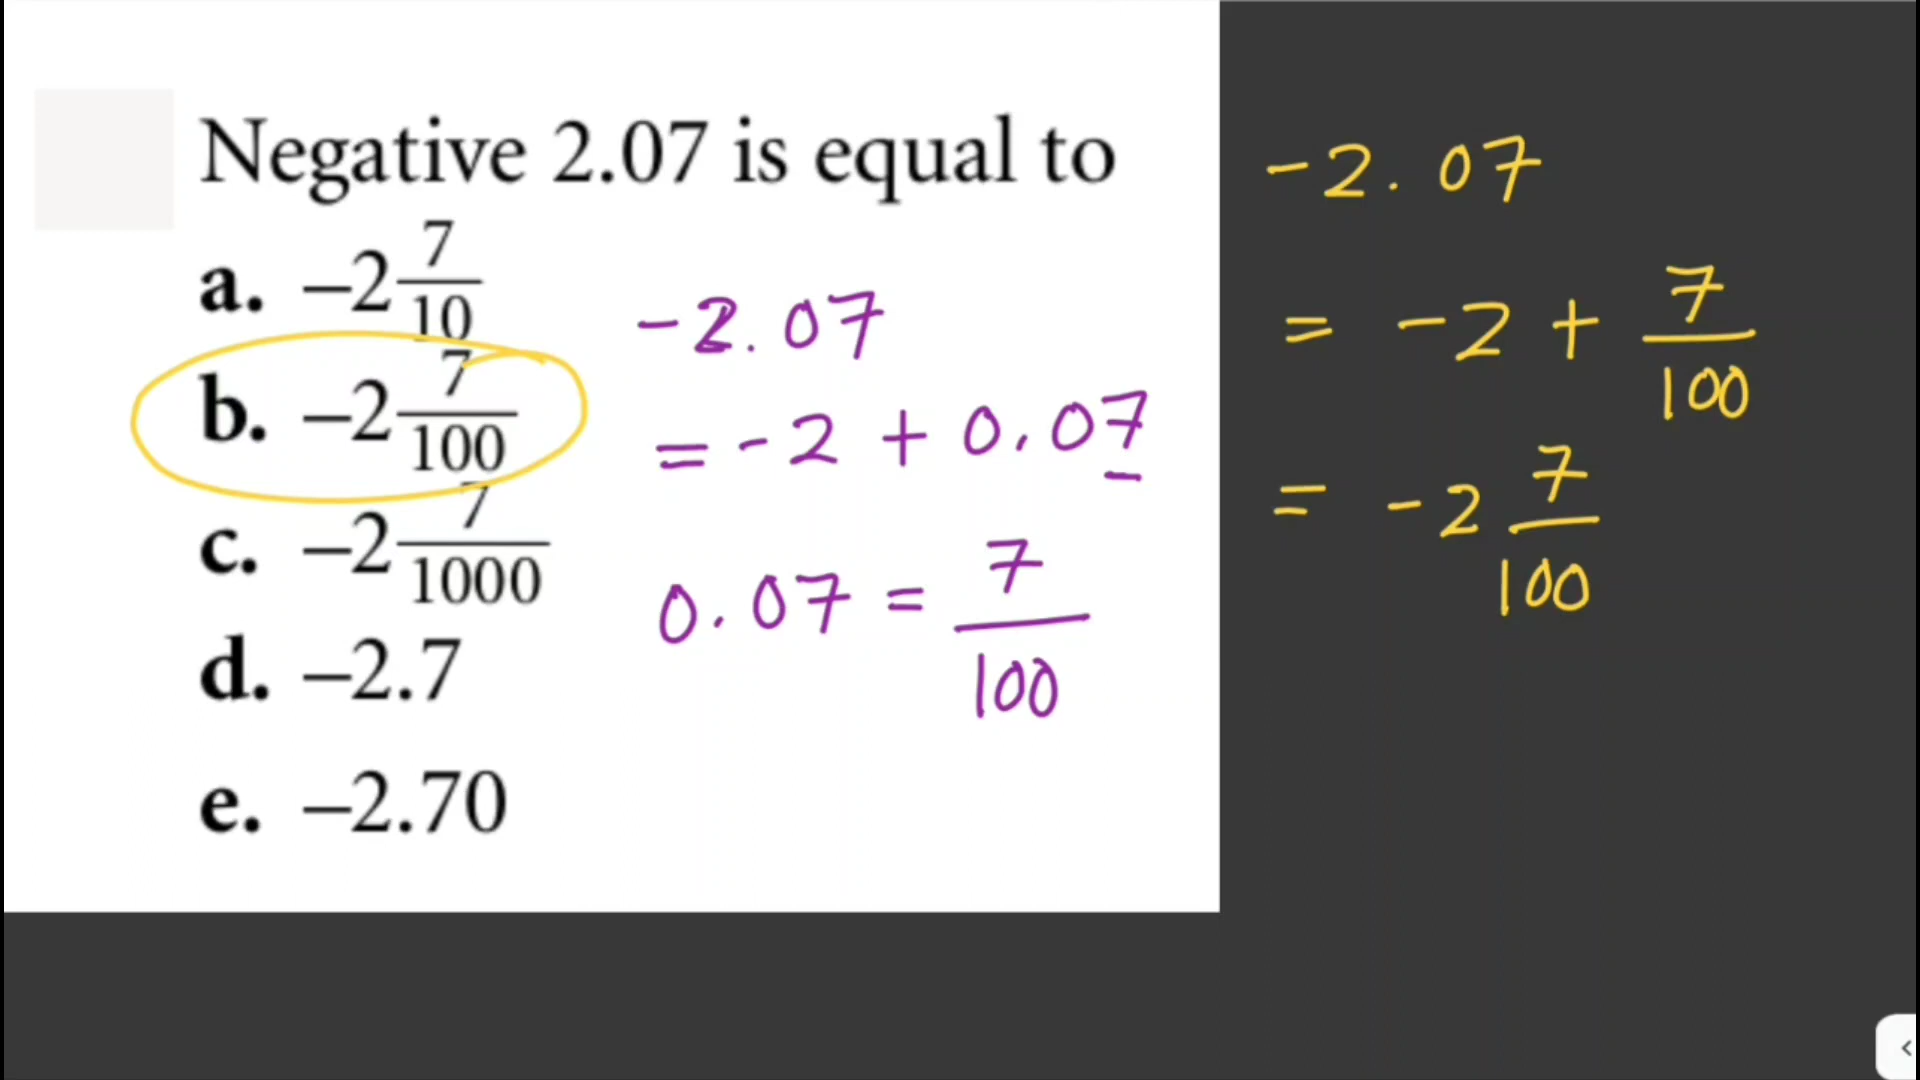 Negative 2.07 is equal to
a. –2 7/10
b. –2 7/100
c. –2 7/1000
d. –2.7
e. –2.70
-2.07
= -2 + 0.07
0.07 = 7/100
-2.07
= -2 + 7/100
= -2 7/100
<